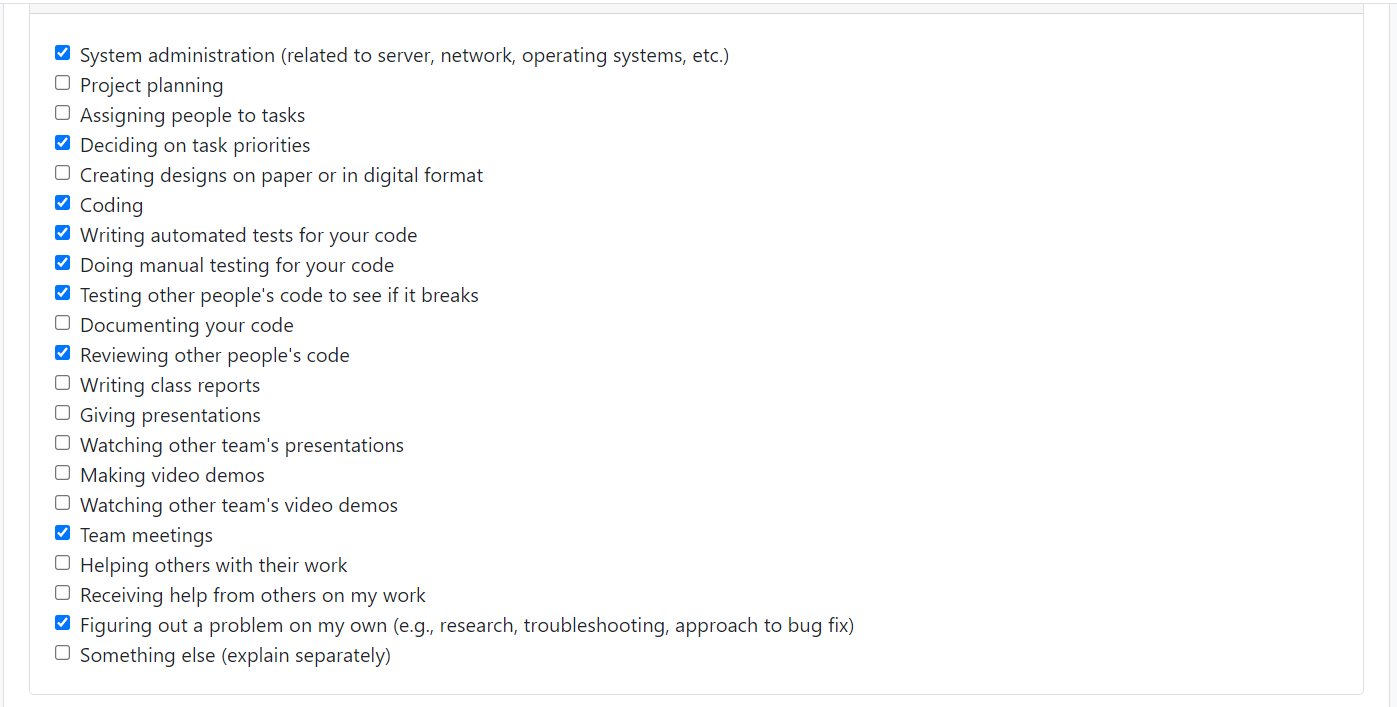 System administration (related to server, network, operating systems, etc.)
Project planning
Assigning people to tasks
Deciding on task priorities
Creating designs on paper or in digital format
Coding
Writing automated tests for your code
Doing manual testing for your code
Testing other people's code to see if it breaks
Documenting your code
Reviewing other people's code
Writing class reports
Giving presentations
Watching other team's presentations
Making video demos
Watching other team's video demos
Team meetings
Helping others with their work
Receiving help from others on my work
Figuring out a problem on my own (e.g., research, troubleshooting, approach to bug fix)
Something else (explain separately)